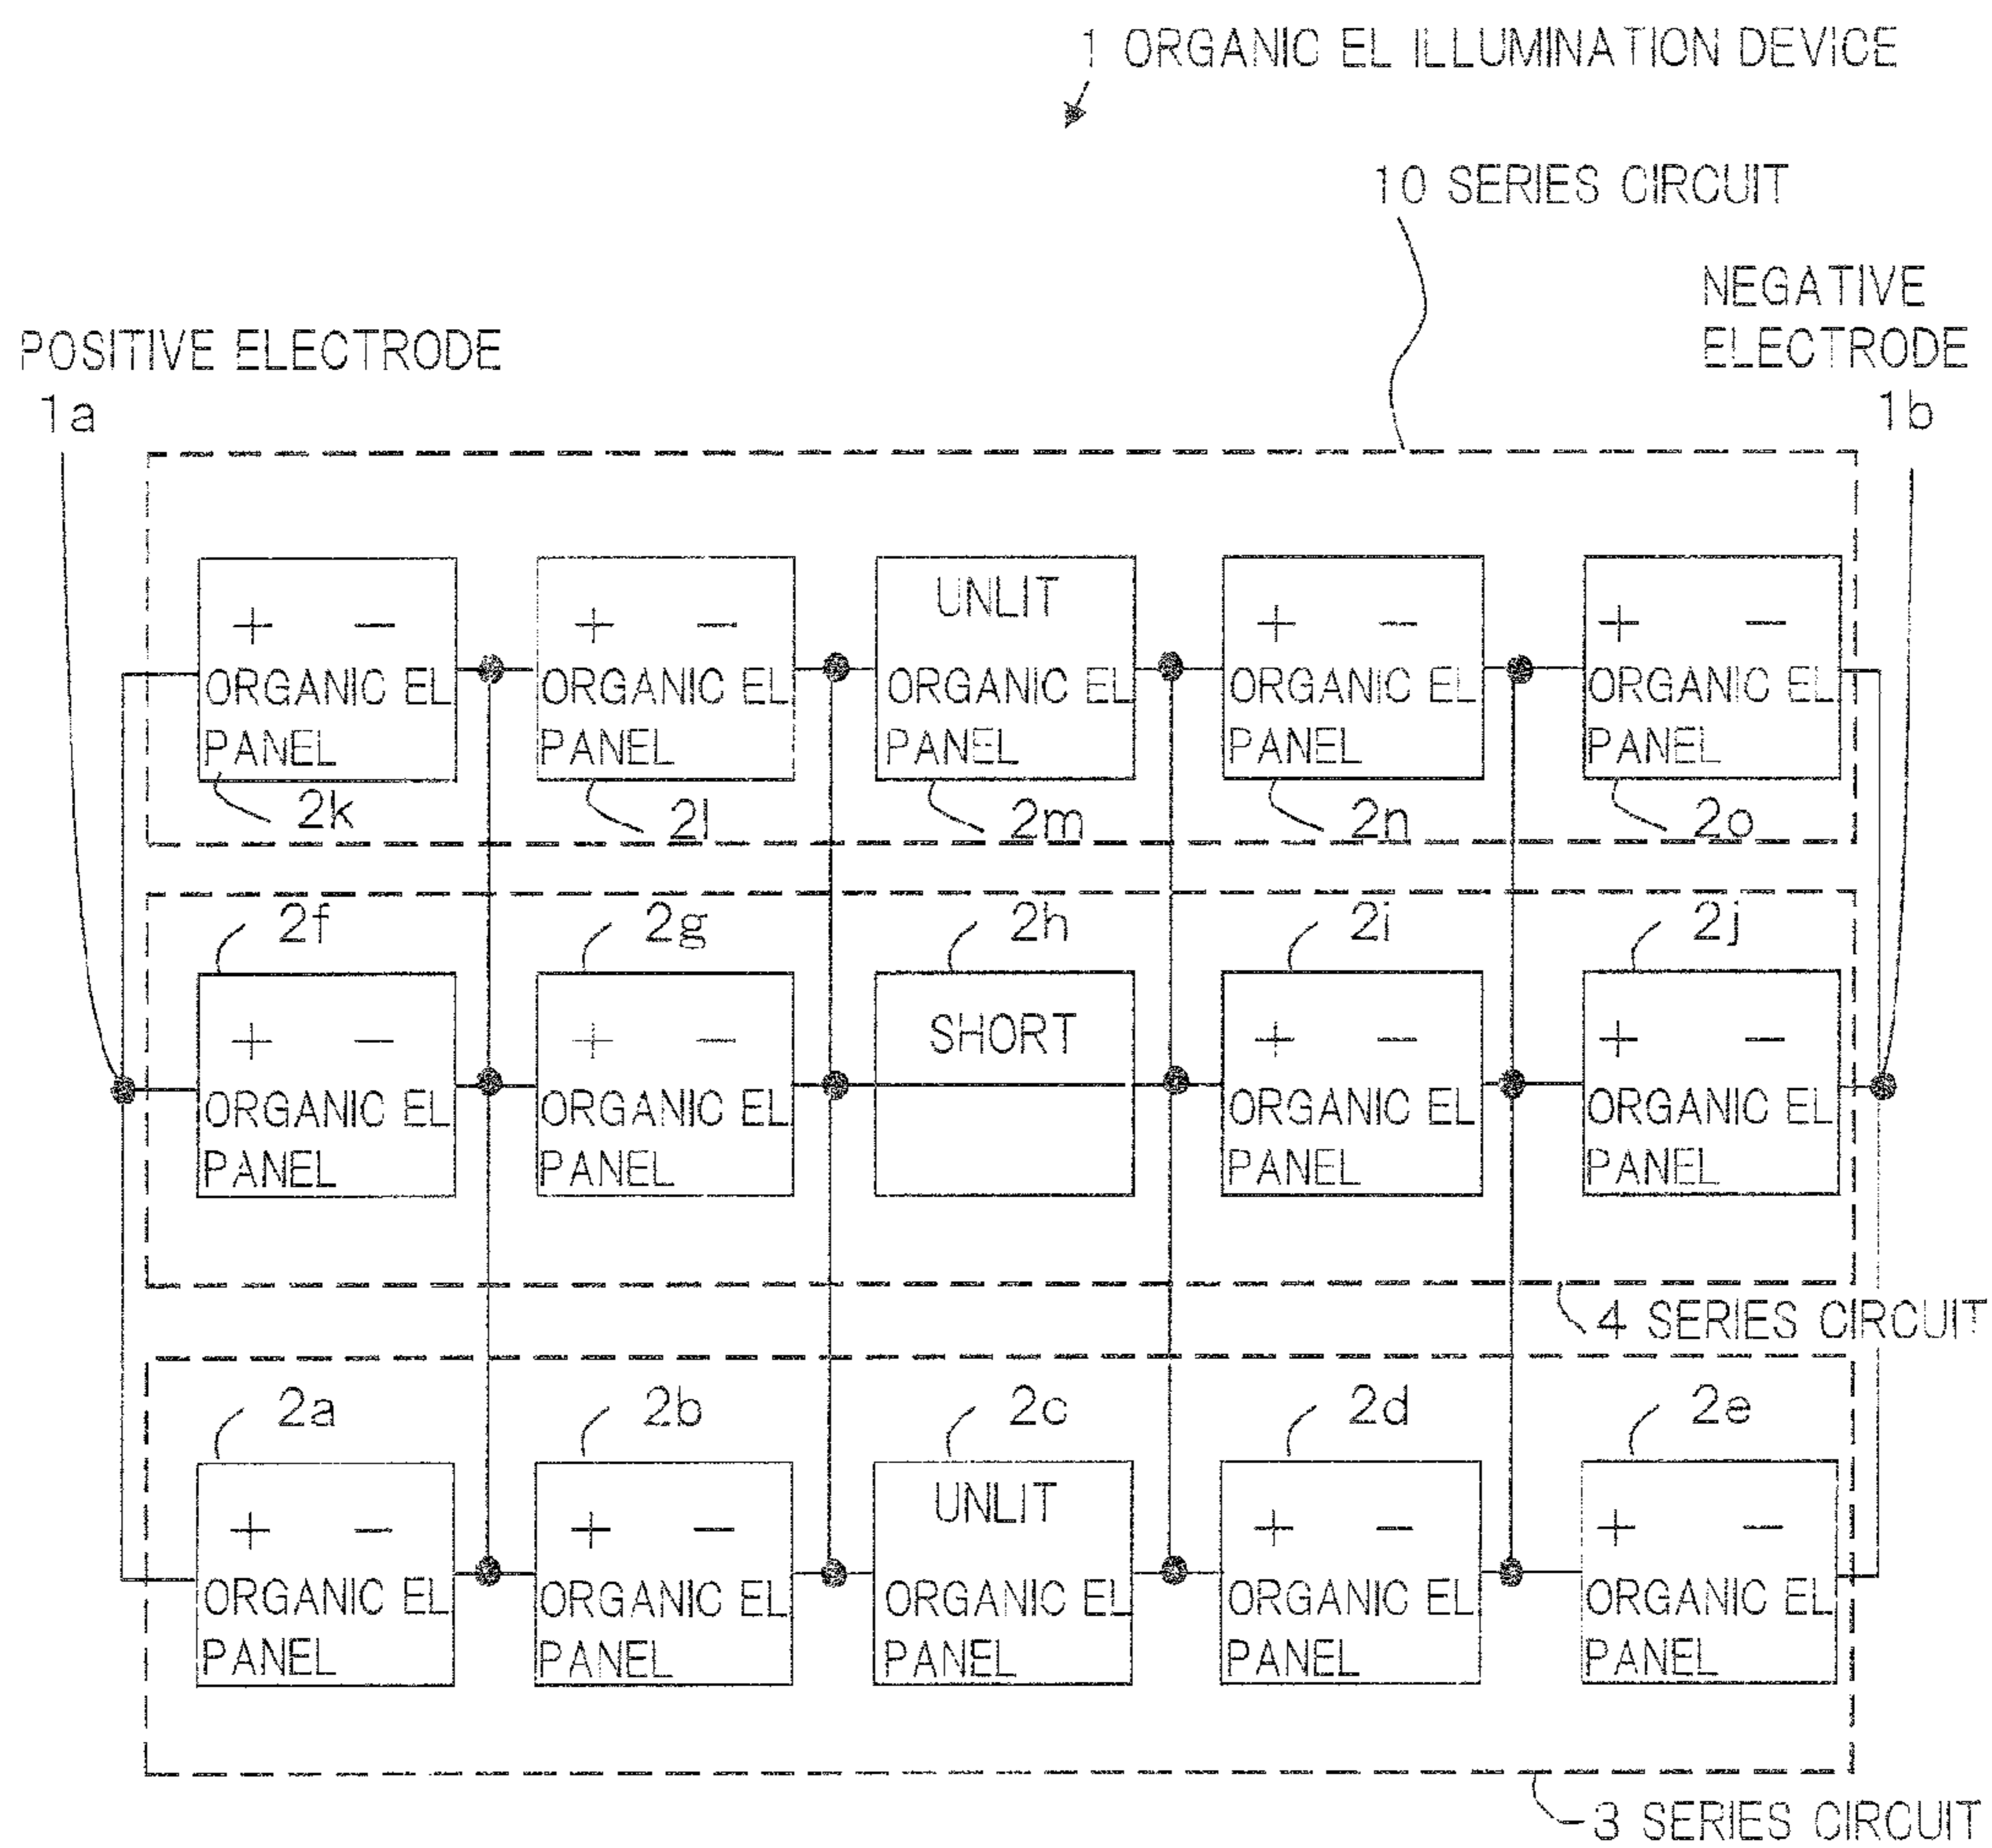 1 ORGANIC EL ILLUMINATION DEVICE
10 SERIES CIRCUIT
NEGATIVE
ELECTRODE
1b
POSITIVE ELECTRODE
1a
+ −
ORGANIC EL
PANEL
2k
+ −
ORGANIC EL
PANEL
2l
UNLIT
ORGANIC EL
PANEL
2m
+ −
ORGANIC EL
PANEL
2n
+ −
ORGANIC EL
PANEL
2o
2f
+ −
ORGANIC EL
PANEL
2g
+ −
ORGANIC EL
PANEL
2h
SHORT
2i
+ −
ORGANIC EL
PANEL
2j
+ −
ORGANIC EL
PANEL
4 SERIES CIRCUIT
2a
+ −
ORGANIC EL
PANEL
2b
+ −
ORGANIC EL
PANEL
2c
UNLIT
ORGANIC EL
PANEL
2d
+ −
ORGANIC EL
PANEL
2e
+ −
ORGANIC EL
PANEL
3 SERIES CIRCUIT